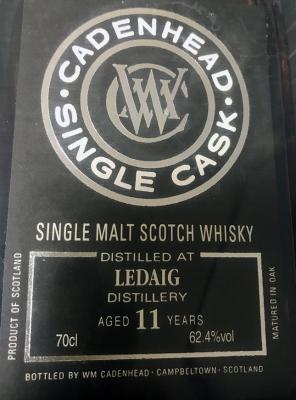 · CADENHEAD ·
SINGLE CASK
WC
SINGLE MALT SCOTCH WHISKY
PRODUCT OF SCOTLAND
DISTILLED AT
LEDAIG
DISTILLERY
AGED 11 YEARS
70cl 62.4%vol
MATURED IN OAK
BOTTLED BY WM CADENHEAD · CAMPBELTOWN · SCOTLAND